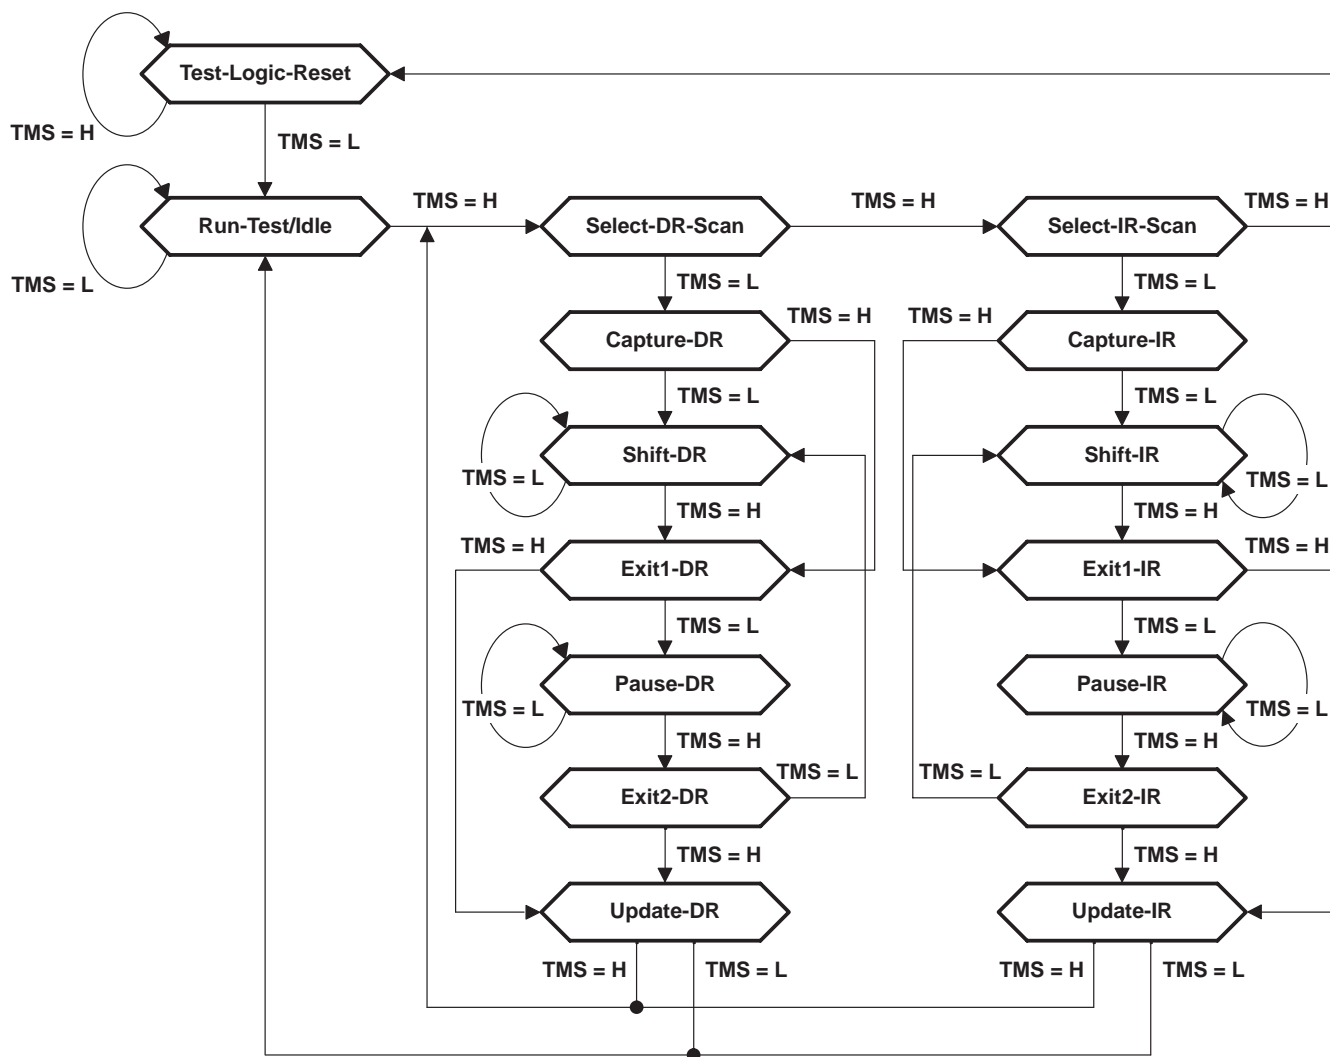 Test-Logic-Reset
TMS = H
TMS = L
TMS = H
TMS = H
TMS = H
Run-Test/Idle
Select-DR-Scan
Select-IR-Scan
TMS = L
TMS = L
TMS = L
TMS = H
TMS = H
Capture-DR
Capture-IR
TMS = L
TMS = L
Shift-DR
Shift-IR
TMS = L
TMS = L
TMS = H
TMS = H
TMS = H
TMS = H
Exit1-DR
Exit1-IR
TMS = L
TMS = L
Pause-DR
Pause-IR
TMS = L
TMS = L
TMS = H
TMS = H
TMS = L
TMS = L
Exit2-DR
Exit2-IR
TMS = H
TMS = H
Update-DR
Update-IR
TMS = H
TMS = L
TMS = H
TMS = L